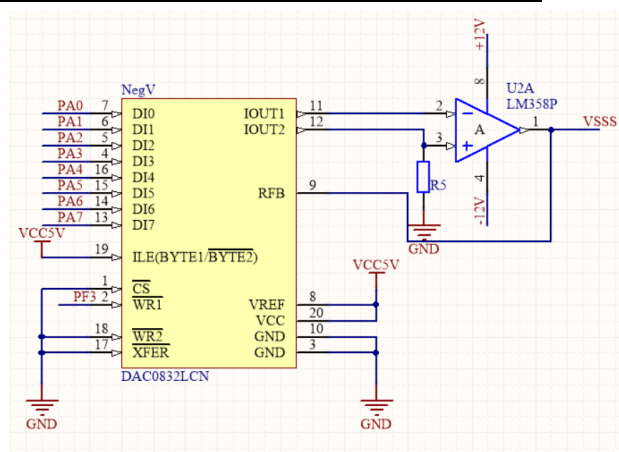 +12V
NegV
U2A
LM358P
PA0 7 DI0 IOUT1 11 2 8
PA1 6 DI1 IOUT2 12 1 VSSS
PA2 5 DI2 A
PA3 4 DI3 3
PA4 16 DI4
PA5 15 DI5 RFB 9 R5 4
PA6 14 DI6
PA7 13 DI7 -12V
VCC5V GND
19 ILE(BYTE1/BYTE2)
VCC5V
1 CS
PF3 2 WR1 VREF 8
VCC 20
18 WR2 GND 10
17 XFER GND 3
DAC0832LCN
GND GND